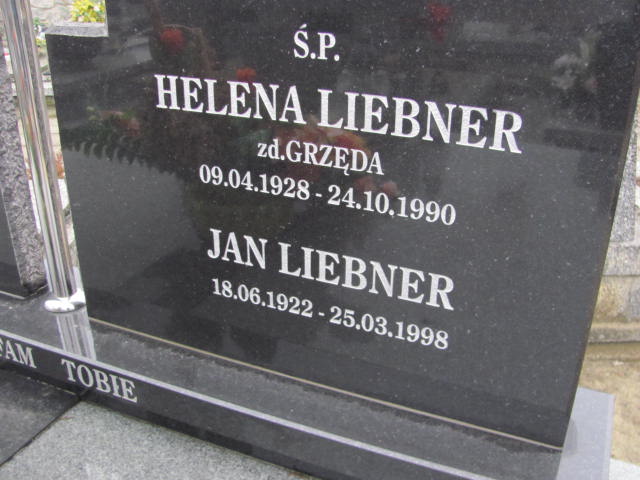 Ś.P.
HELENA LIEBNER
zd.GRZĘDA
09.04.1928 - 24.10.1990
JAN LIEBNER
18.06.1922 - 25.03.1998
TOBIE